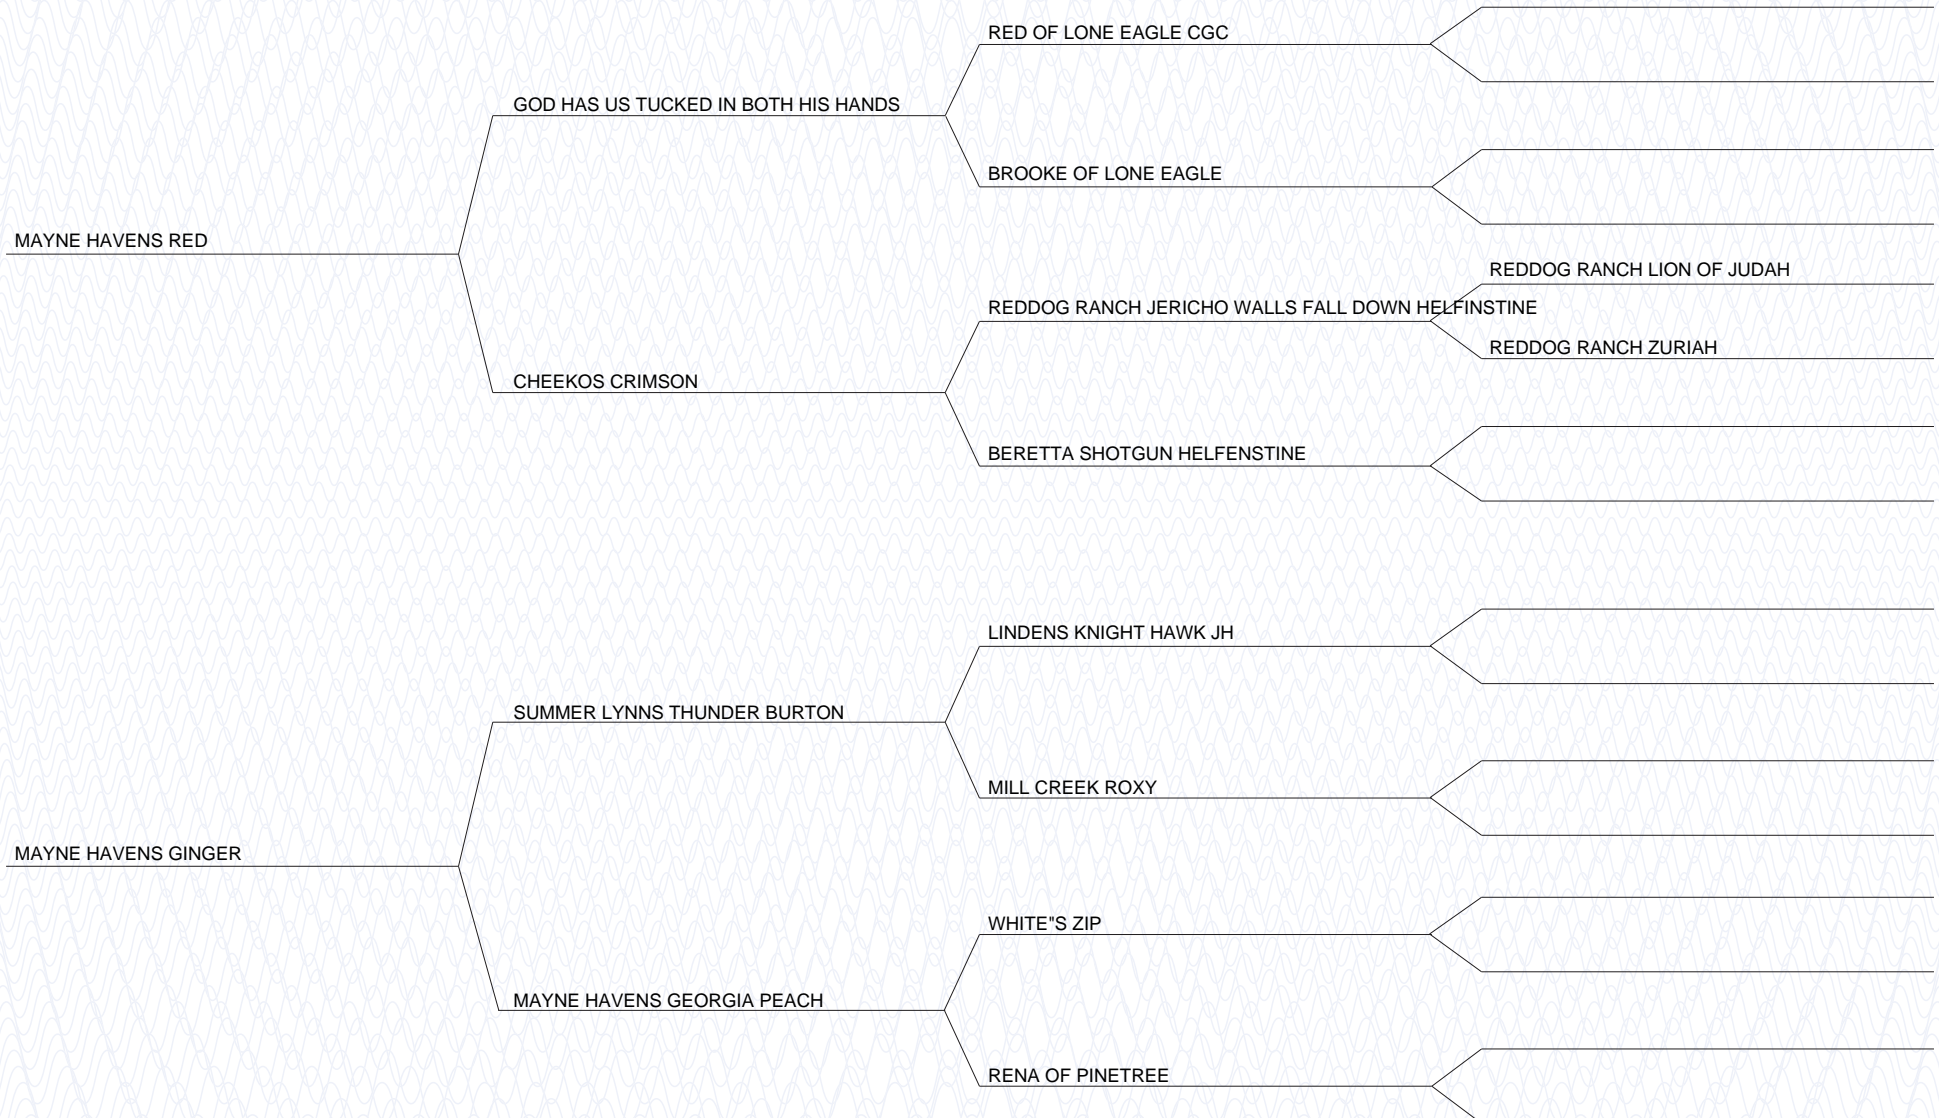 RED OF LONE EAGLE CGC
GOD HAS US TUCKED IN BOTH HIS HANDS
BROOKE OF LONE EAGLE
MAYNE HAVENS RED
REDDOG RANCH LION OF JUDAH
REDDOG RANCH JERICHO WALLS FALL DOWN HELFINSTINE
REDDOG RANCH ZURIAH
CHEEKOS CRIMSON
BERETTA SHOTGUN HELFENSTINE
LINDENS KNIGHT HAWK JH
SUMMER LYNNS THUNDER BURTON
MILL CREEK ROXY
MAYNE HAVENS GINGER
WHITE"S ZIP
MAYNE HAVENS GEORGIA PEACH
RENA OF PINETREE